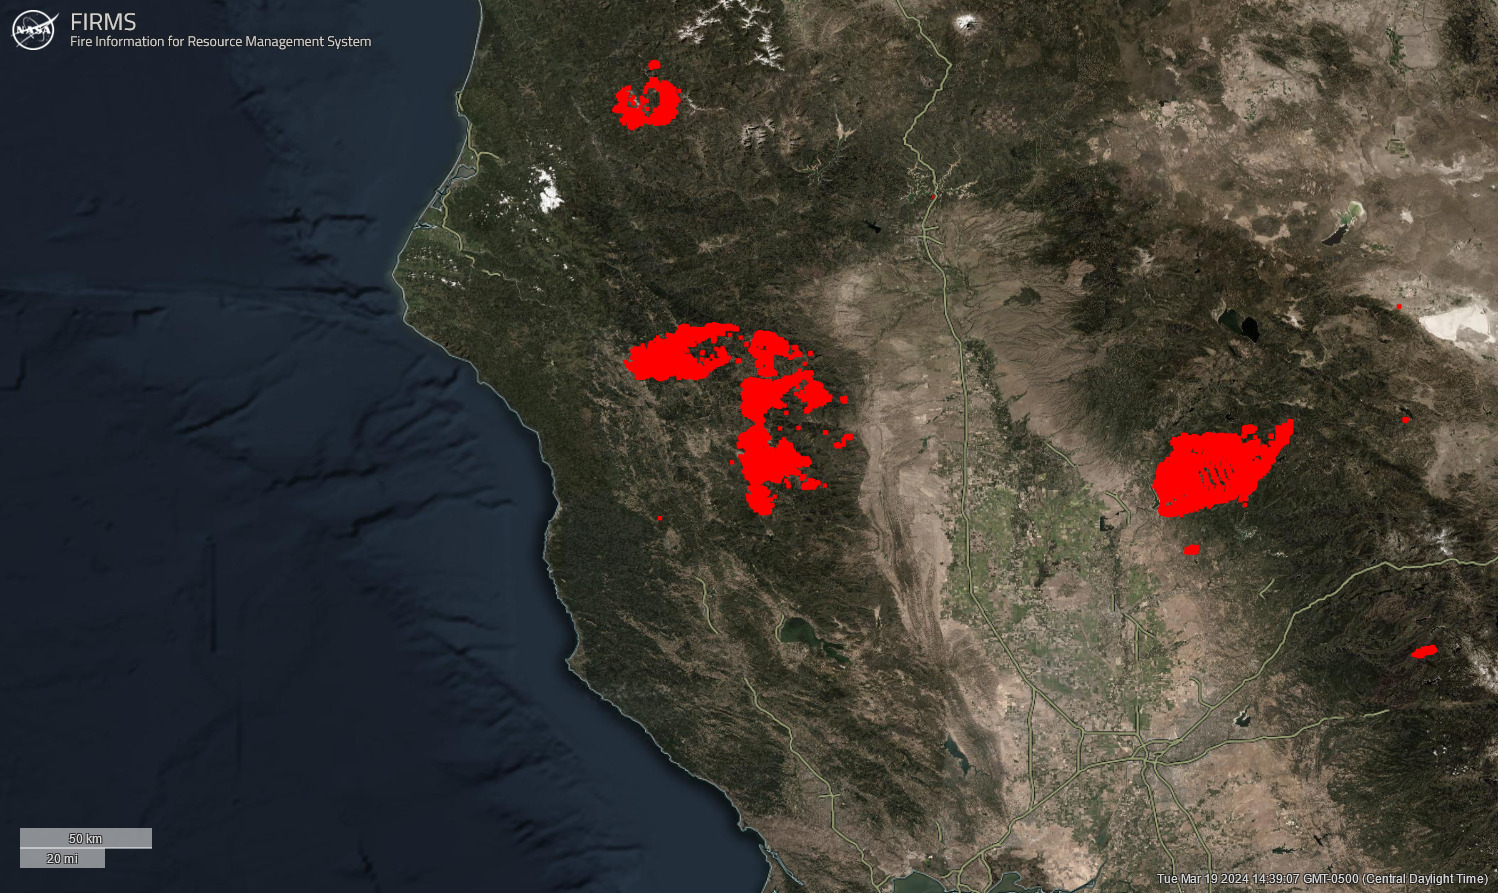 NASA
FIRMS
Fire Information for Resource Management System
50 km
20 mi
Tue Mar 19 2024 14:39:07 GMT-0500 (Central Daylight Time)